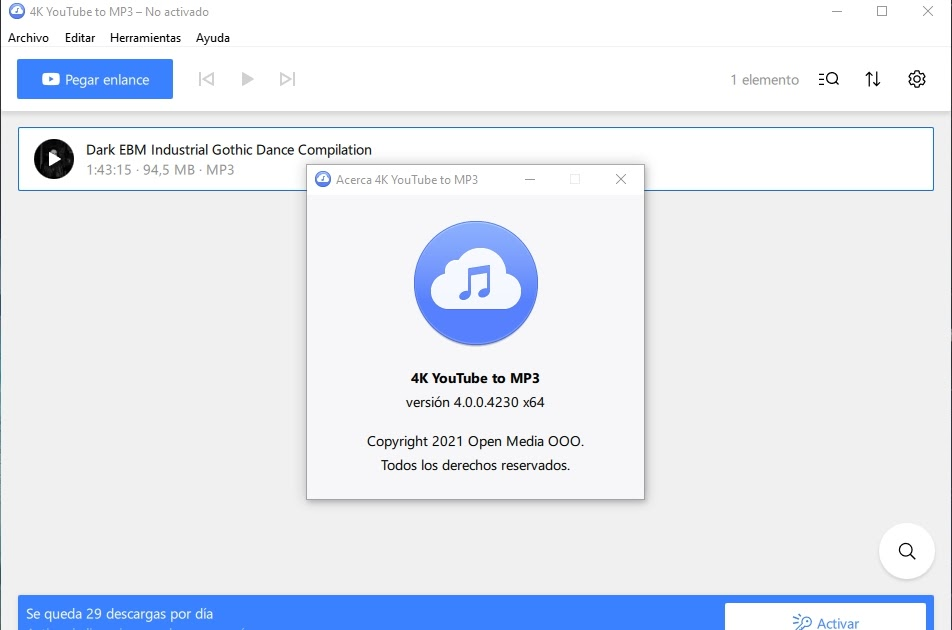 4K YouTube to MP3 – No activado
Archivo Editar Herramientas Ayuda
Pegar enlance
1 elemento
Dark EBM Industrial Gothic Dance Compilation
1:43:15 · 94,5 MB · MP3
Acerca 4K YouTube to MP3
4K YouTube to MP3
versión 4.0.0.4230 x64
Copyright 2021 Open Media OOO.
Todos los derechos reservados.
Se queda 29 descargas por día
Activar